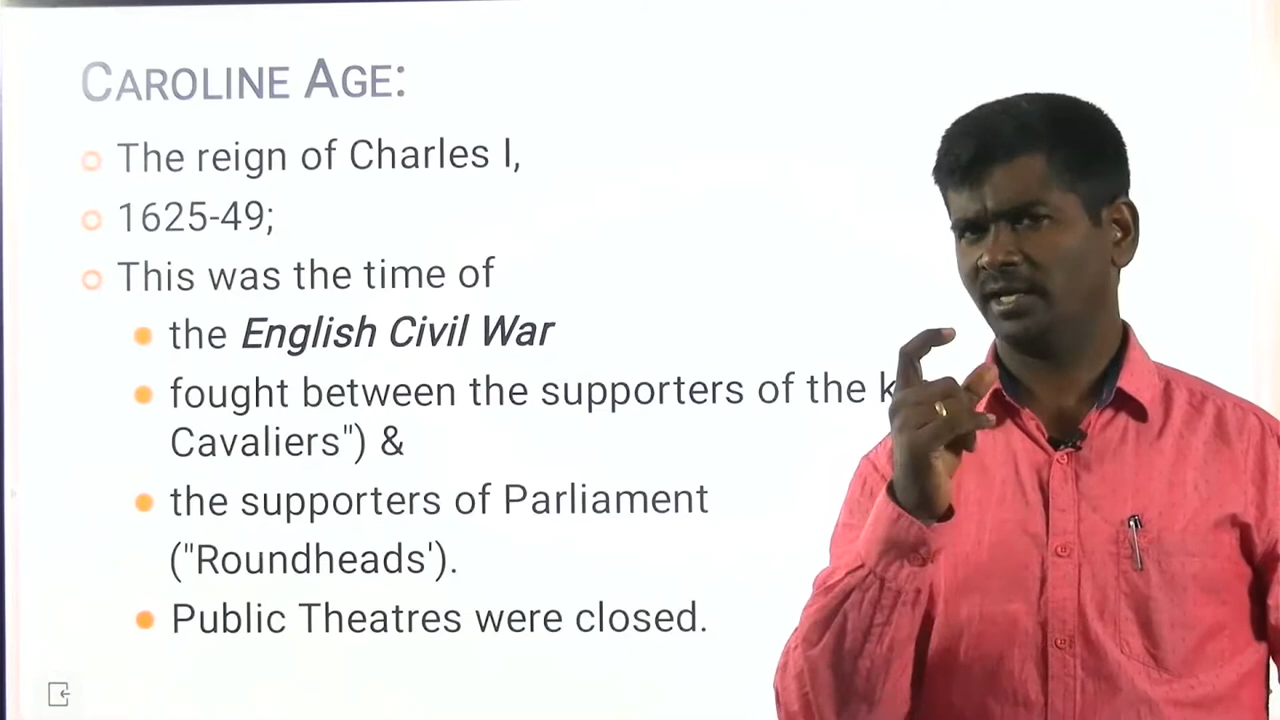 CAROLINE AGE:
The reign of Charles I,
1625-49;
This was the time of
the English Civil War
fought between the supporters of the k
Cavaliers") &
the supporters of Parliament
("Roundheads').
Public Theatres were closed.